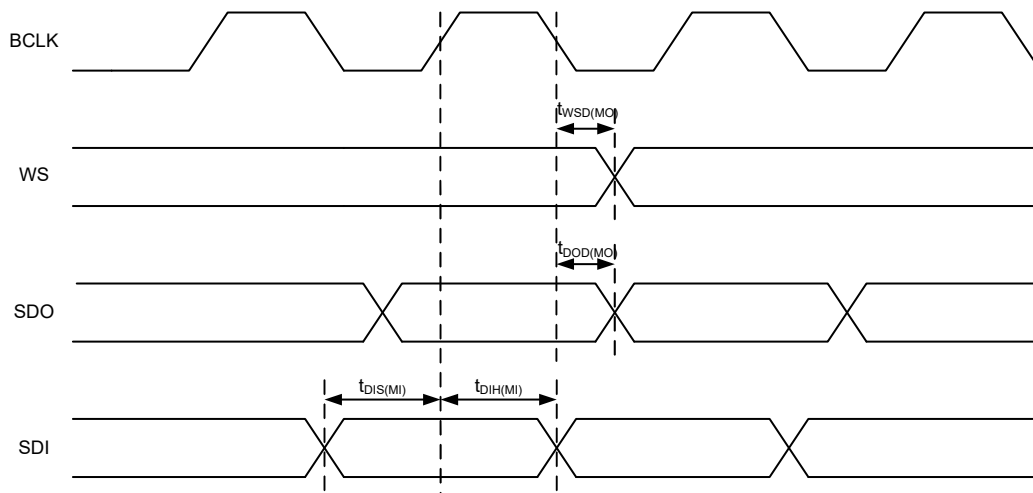 BCLK
tWSD(MO)
WS
tDOD(MO)
SDO
tDIS(MI) tDIH(MI)
SDI